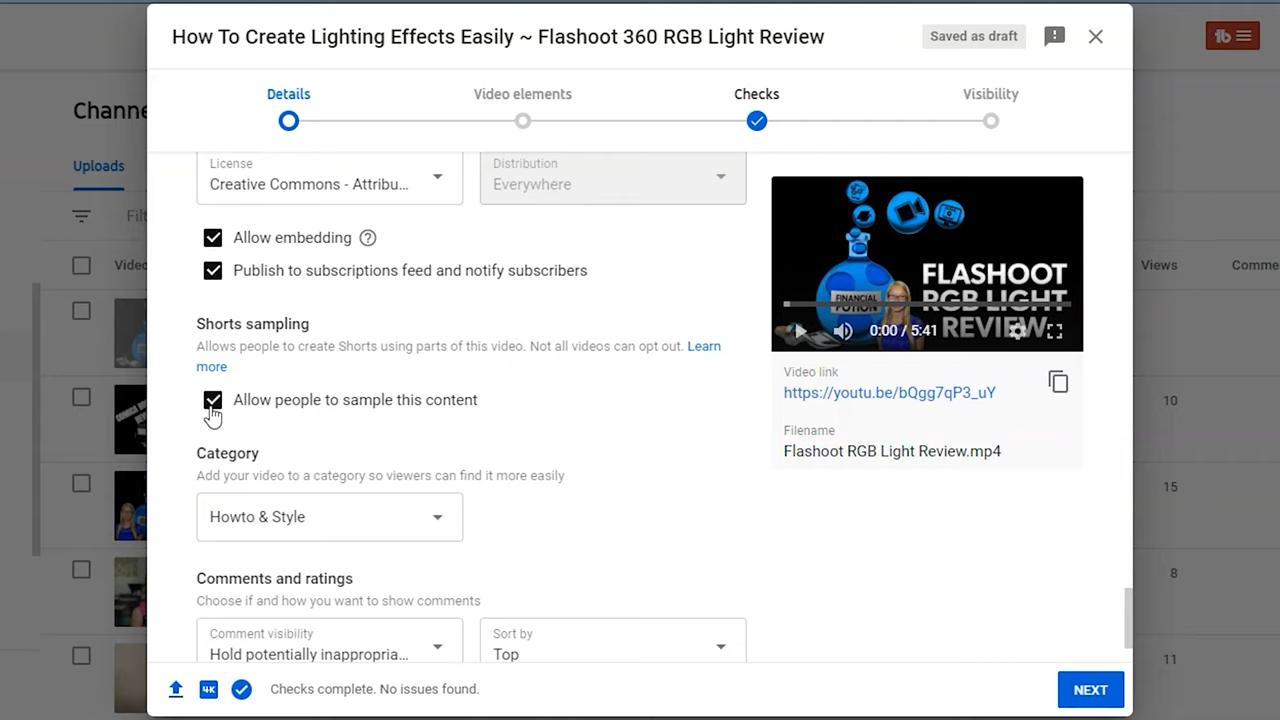 How To Create Lighting Effects Easily ~ Flashoot 360 RGB Light Review
Saved as draft
Details
Video elements
Checks
Visibility
Uploads
License
Creative Commons - Attribu...
Distribution
Everywhere
Allow embedding
Publish to subscriptions feed and notify subscribers
Shorts sampling
Allows people to create Shorts using parts of this video. Not all videos can opt out. Learn
more
Allow people to sample this content
Category
Add your video to a category so viewers can find it more easily
Howto & Style
Comments and ratings
Choose if and how you want to show comments
Comment visibility
Hold potentially inappropria...
Sort by
Top
FLASHOOT
RGB LIGHT
REVIEW
FINANCIAL
POTION
0:00 / 5:41
Video link
https://youtu.be/bQgg7qP3_uY
Filename
Flashoot RGB Light Review.mp4
4K
Checks complete. No issues found.
NEXT
Views
10
15
8
11